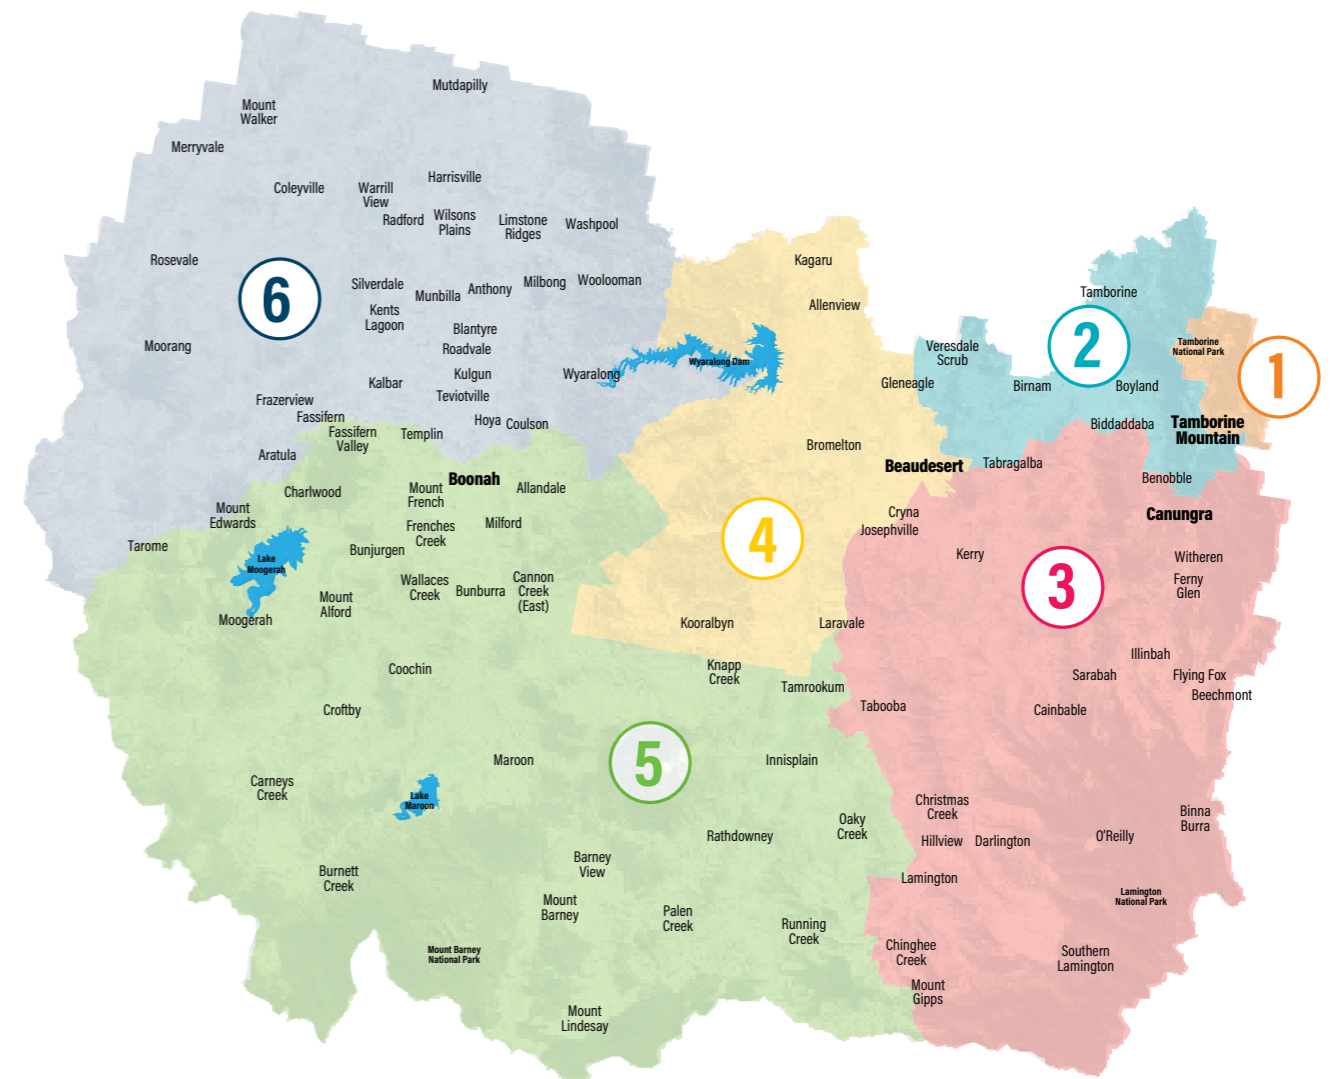 Mutdapilly
Mount
Walker
Merryvale
Coleyville
Warrill
View
Harrisville
Radford
Wilsons
Plains
Limstone
Ridges
Washpool
Rosevale
6
Silverdale
Munbilla
Anthony
Milbong
Woolooman
Kents
Lagoon
Blantyre
Roadvale
Moorang
Kalbar
Kulgun
Wyaralong
Teviotville
Frazerview
Fassifern
Fassifern
Valley
Templin
Hoya
Coulson
Aratula
Kagaru
Allenview
Wyaralong Dam
Gleneagle
Bromelton
Beaudesert
4
Kooralbyn
Laravale
Veresdale
Scrub
Tamborine
2
Birnam
Boyland
Biddaddaba
Tabragalba
Benobble
Tamborine
National Park
1
Tamborine
Mountain
Canungra
Cryna
Josephville
Kerry
3
Witheren
Ferny
Glen
Illinbah
Sarabah
Flying Fox
Beechmont
Cainbable
Tabooba
Christmas
Creek
Hillview
Darlington
O'Reilly
Binna
Burra
Lamington
Lamington
National Park
Chinghee
Creek
Southern
Lamington
Mount
Gipps
Boonah
Charlwood
Mount
French
Allandale
Mount
Edwards
Frenches
Creek
Milford
Tarome
Lake
Moogerah
Bunjurgen
Wallaces
Creek
Bunburra
Cannon
Creek
(East)
Moogerah
Mount
Alford
Coochin
Knapp
Creek
Tamrookum
Croftby
5
Maroon
Innisplain
Carneys
Creek
Lake
Maroon
Rathdowney
Oaky
Creek
Burnett
Creek
Barney
View
Mount
Barney
Palen
Creek
Running
Creek
Mount Barney
National Park
Mount
Lindesay